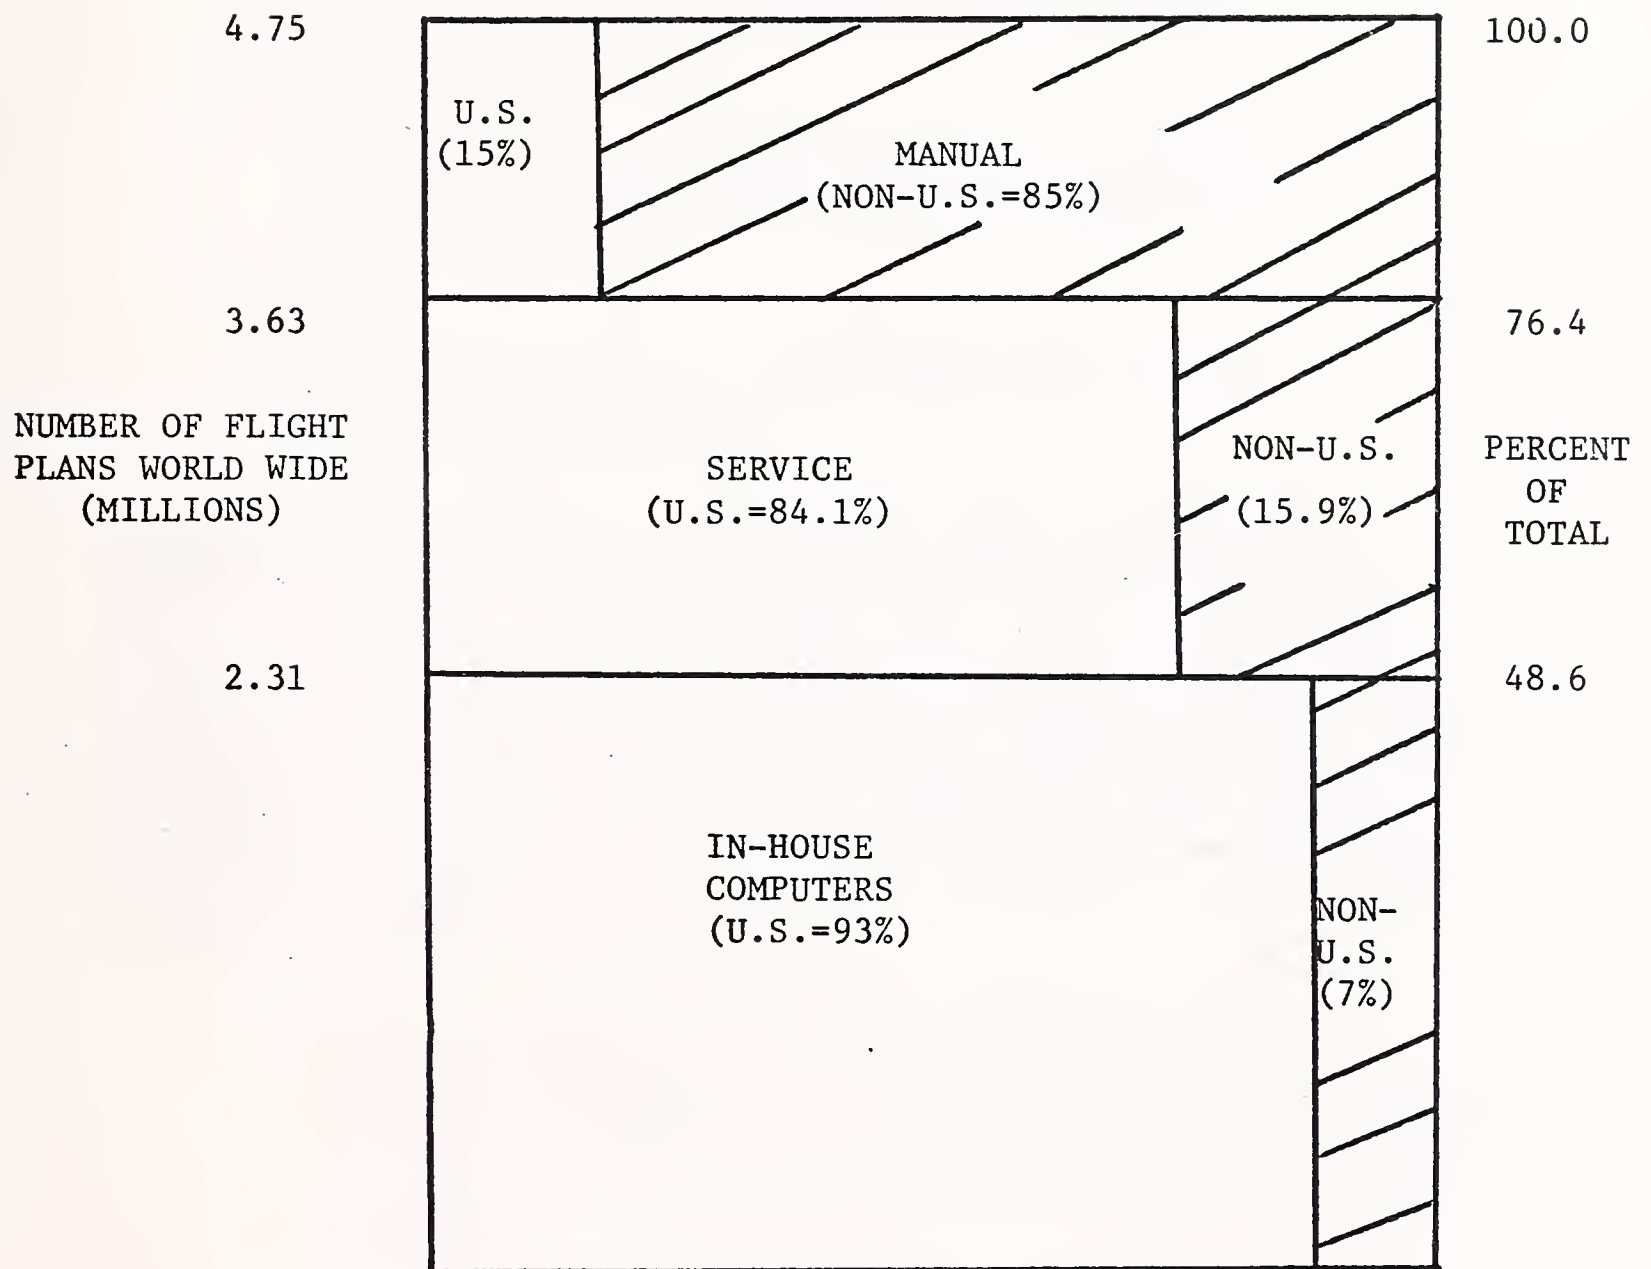 4.75
100.0
U.S.
(15%)
MANUAL
(NON-U.S.=85%)
3.63
76.4
NUMBER OF FLIGHT
PLANS WORLD WIDE
(MILLIONS)
SERVICE
(U.S.=84.1%)
NON-U.S.
(15.9%)
PERCENT
OF
TOTAL
2.31
48.6
IN-HOUSE
COMPUTERS
(U.S.=93%)
NON-
U.S.
(7%)